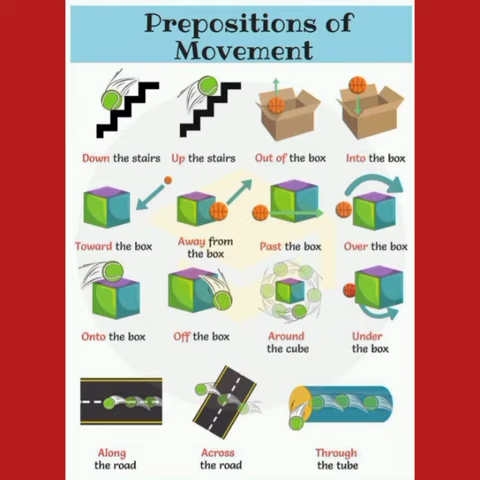 Prepositions of
Movement
Down the stairs
Up the stairs
Out of the box
Into the box
Toward the box
Away from
the box
Past the box
Over the box
Onto the box
Off the box
Around
the cube
Under
the box
Along
the road
Across
the road
Through
the tube